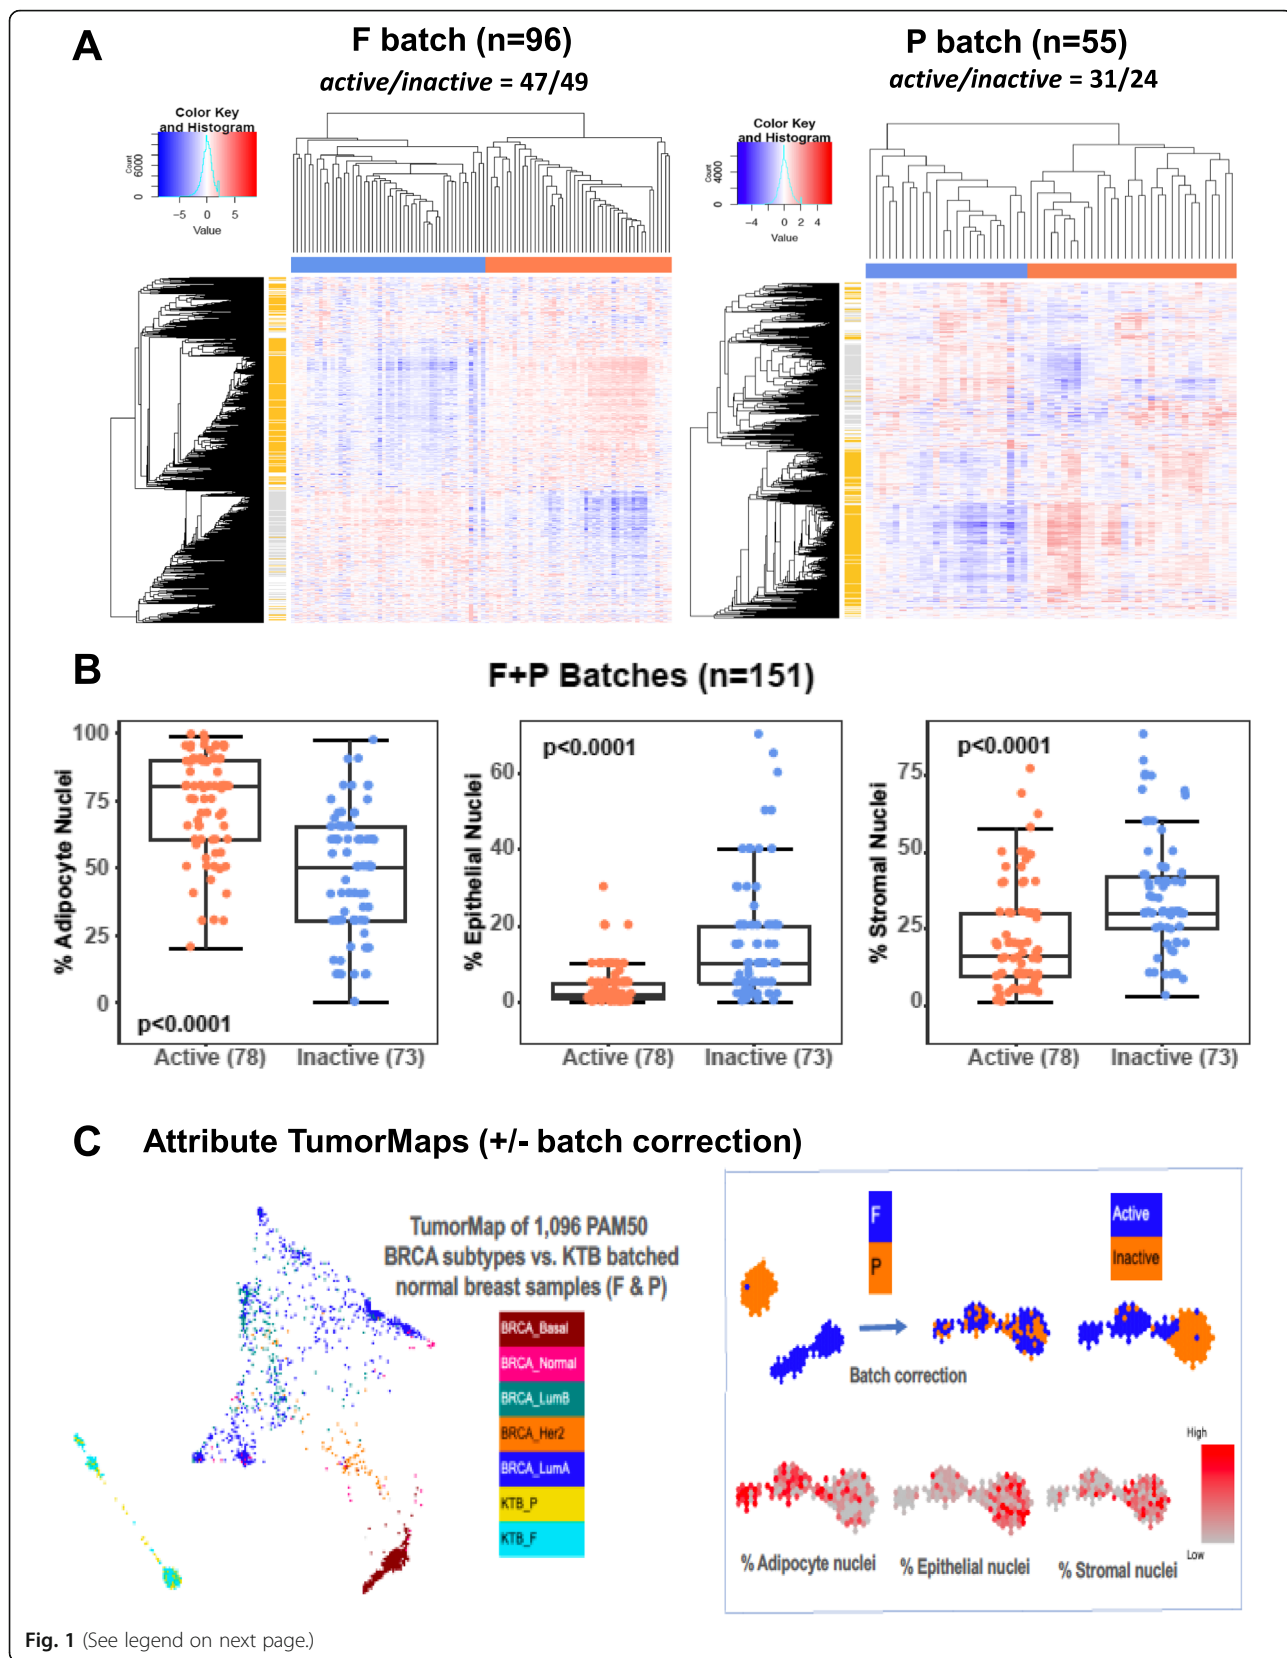 A
F batch (n=96)
active/inactive = 47/49
P batch (n=55)
active/inactive = 31/24
Color Key
and Histogram
Count
0
6000
−5
0
5
Value
Color Key
and Histogram
Count
0
4000
−4
0
2
4
Value
B
F+P Batches (n=151)
% Adipocyte Nuclei
100
75
50
25
0
p<0.0001
Active (78)
Inactive (73)
% Epithelial Nuclei
60
40
20
0
p<0.0001
Active (78)
Inactive (73)
% Stromal Nuclei
75
50
25
0
p<0.0001
Active (78)
Inactive (73)
C
Attribute TumorMaps (+/- batch correction)
TumorMap of 1,096 PAM50
BRCA subtypes vs. KTB batched
normal breast samples (F & P)
BRCA_Basal
BRCA_Normal
BRCA_LumB
BRCA_Her2
BRCA_LumA
KTB_P
KTB_F
F
P
Active
Inactive
Batch correction
High
Low
% Adipocyte nuclei
% Epithelial nuclei
% Stromal nuclei
Fig. 1 (See legend on next page.)